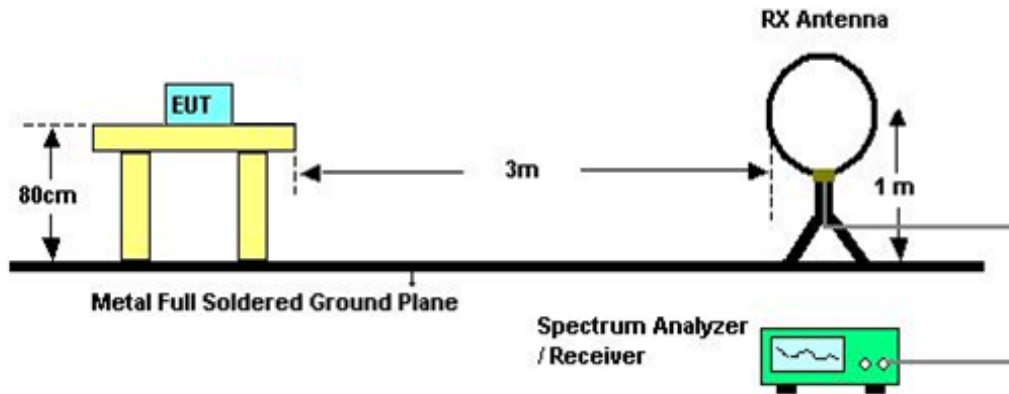 RX Antenna
EUT
3m
80cm
1 m
Metal Full Soldered Ground Plane
Spectrum Analyzer
/ Receiver